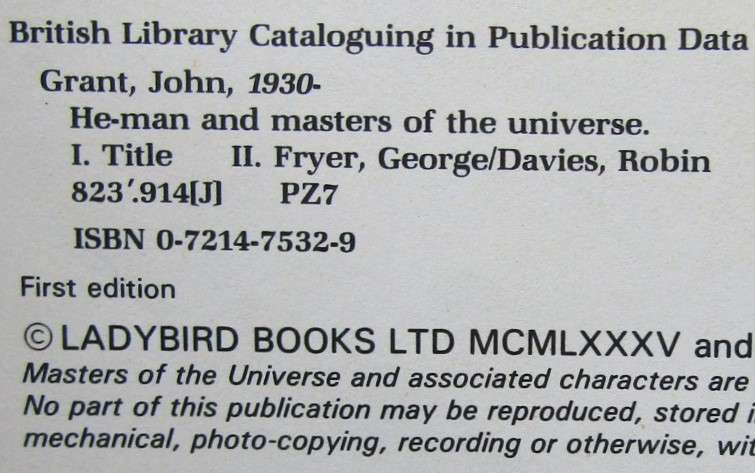 British Library Cataloguing in Publication Data
Grant, John, 1930-
He-man and masters of the universe.
I. Title II. Fryer, George/Davies, Robin
823'.914[J] PZ7
ISBN 0-7214-7532-9
First edition
© LADYBIRD BOOKS LTD MCMLXXXV and
Masters of the Universe and associated characters are
No part of this publication may be reproduced, stored
mechanical, photo-copying, recording or otherwise,